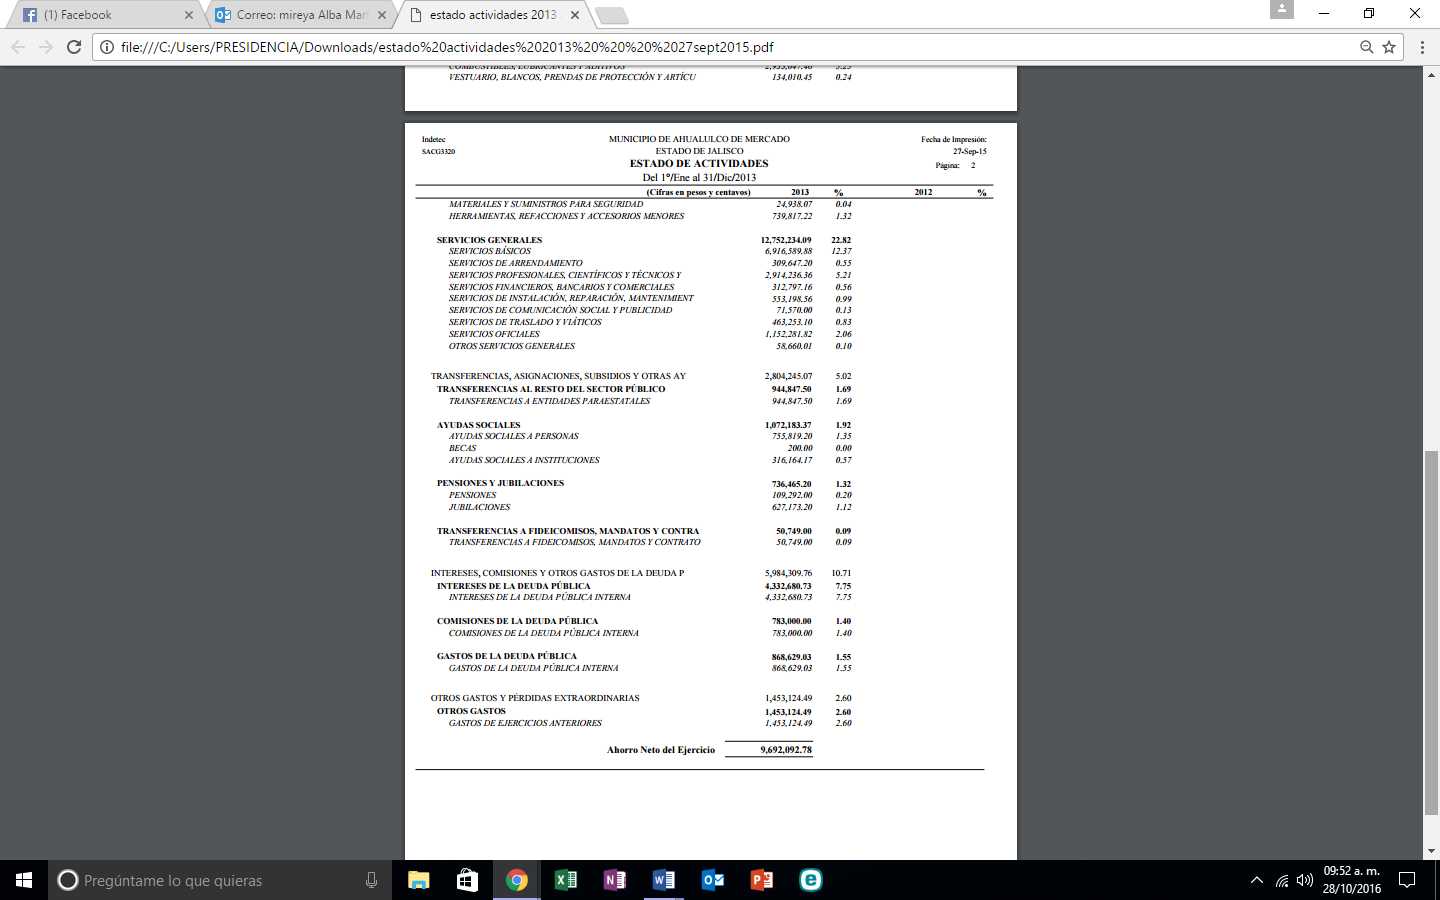 (1) Facebook
Correo: mireya Alba Mar
estado actividades 2013
file:///C:/Users/PRESIDENCIA/Downloads/estado%20actividades%202013%20%20%20%2027sept2015.pdf
COMBUSTIBLES, LUBRICANTES Y ADITIVOS
VESTUARIO, BLANCOS, PRENDAS DE PROTECCIÓN Y ARTÍCU 134,010.45 0.24
Indetec MUNICIPIO DE AHUALULCO DE MERCADO Fecha de Impresión:
SACG3320 ESTADO DE JALISCO 27-Sep-15
ESTADO DE ACTIVIDADES Página: 2
Del 1°/Ene al 31/Dic/2013
(Cifras en pesos y centavos) 2013 % 2012 %
MATERIALES Y SUMINISTROS PARA SEGURIDAD 24,938.07 0.04
HERRAMIENTAS, REFACCIONES Y ACCESORIOS MENORES 739,817.22 1.32
SERVICIOS GENERALES 12,752,234.09 22.82
SERVICIOS BÁSICOS 6,916,589.88 12.37
SERVICIOS DE ARRENDAMIENTO 309,647.20 0.55
SERVICIOS PROFESIONALES, CIENTÍFICOS Y TÉCNICOS Y 2,914,236.36 5.21
SERVICIOS FINANCIEROS, BANCARIOS Y COMERCIALES 312,797.16 0.56
SERVICIOS DE INSTALACIÓN, REPARACIÓN, MANTENIMIENT 553,198.56 0.99
SERVICIOS DE COMUNICACIÓN SOCIAL Y PUBLICIDAD 71,570.00 0.13
SERVICIOS DE TRASLADO Y VIÁTICOS 463,253.10 0.83
SERVICIOS OFICIALES 1,152,281.82 2.06
OTROS SERVICIOS GENERALES 58,660.01 0.10
TRANSFERENCIAS, ASIGNACIONES, SUBSIDIOS Y OTRAS AY 2,804,245.07 5.02
TRANSFERENCIAS AL RESTO DEL SECTOR PÚBLICO 944,847.50 1.69
TRANSFERENCIAS A ENTIDADES PARAESTATALES 944,847.50 1.69
AYUDAS SOCIALES 1,072,183.37 1.92
AYUDAS SOCIALES A PERSONAS 755,819.20 1.35
BECAS 200.00 0.00
AYUDAS SOCIALES A INSTITUCIONES 316,164.17 0.57
PENSIONES Y JUBILACIONES 736,465.20 1.32
PENSIONES 109,292.00 0.20
JUBILACIONES 627,173.20 1.12
TRANSFERENCIAS A FIDEICOMISOS, MANDATOS Y CONTRA 50,749.00 0.09
TRANSFERENCIAS A FIDEICOMISOS, MANDATOS Y CONTRATO 50,749.00 0.09
INTERESES, COMISIONES Y OTROS GASTOS DE LA DEUDA P 5,984,309.76 10.71
INTERESES DE LA DEUDA PÚBLICA 4,332,680.73 7.75
INTERESES DE LA DEUDA PÚBLICA INTERNA 4,332,680.73 7.75
COMISIONES DE LA DEUDA PÚBLICA 783,000.00 1.40
COMISIONES DE LA DEUDA PÚBLICA INTERNA 783,000.00 1.40
GASTOS DE LA DEUDA PÚBLICA 868,629.03 1.55
GASTOS DE LA DEUDA PÚBLICA INTERNA 868,629.03 1.55
OTROS GASTOS Y PÉRDIDAS EXTRAORDINARIAS 1,453,124.49 2.60
OTROS GASTOS 1,453,124.49 2.60
GASTOS DE EJERCICIOS ANTERIORES 1,453,124.49 2.60
Ahorro Neto del Ejercicio 9,692,092.78
Pregúntame lo que quieras
09:52 a. m.
28/10/2016